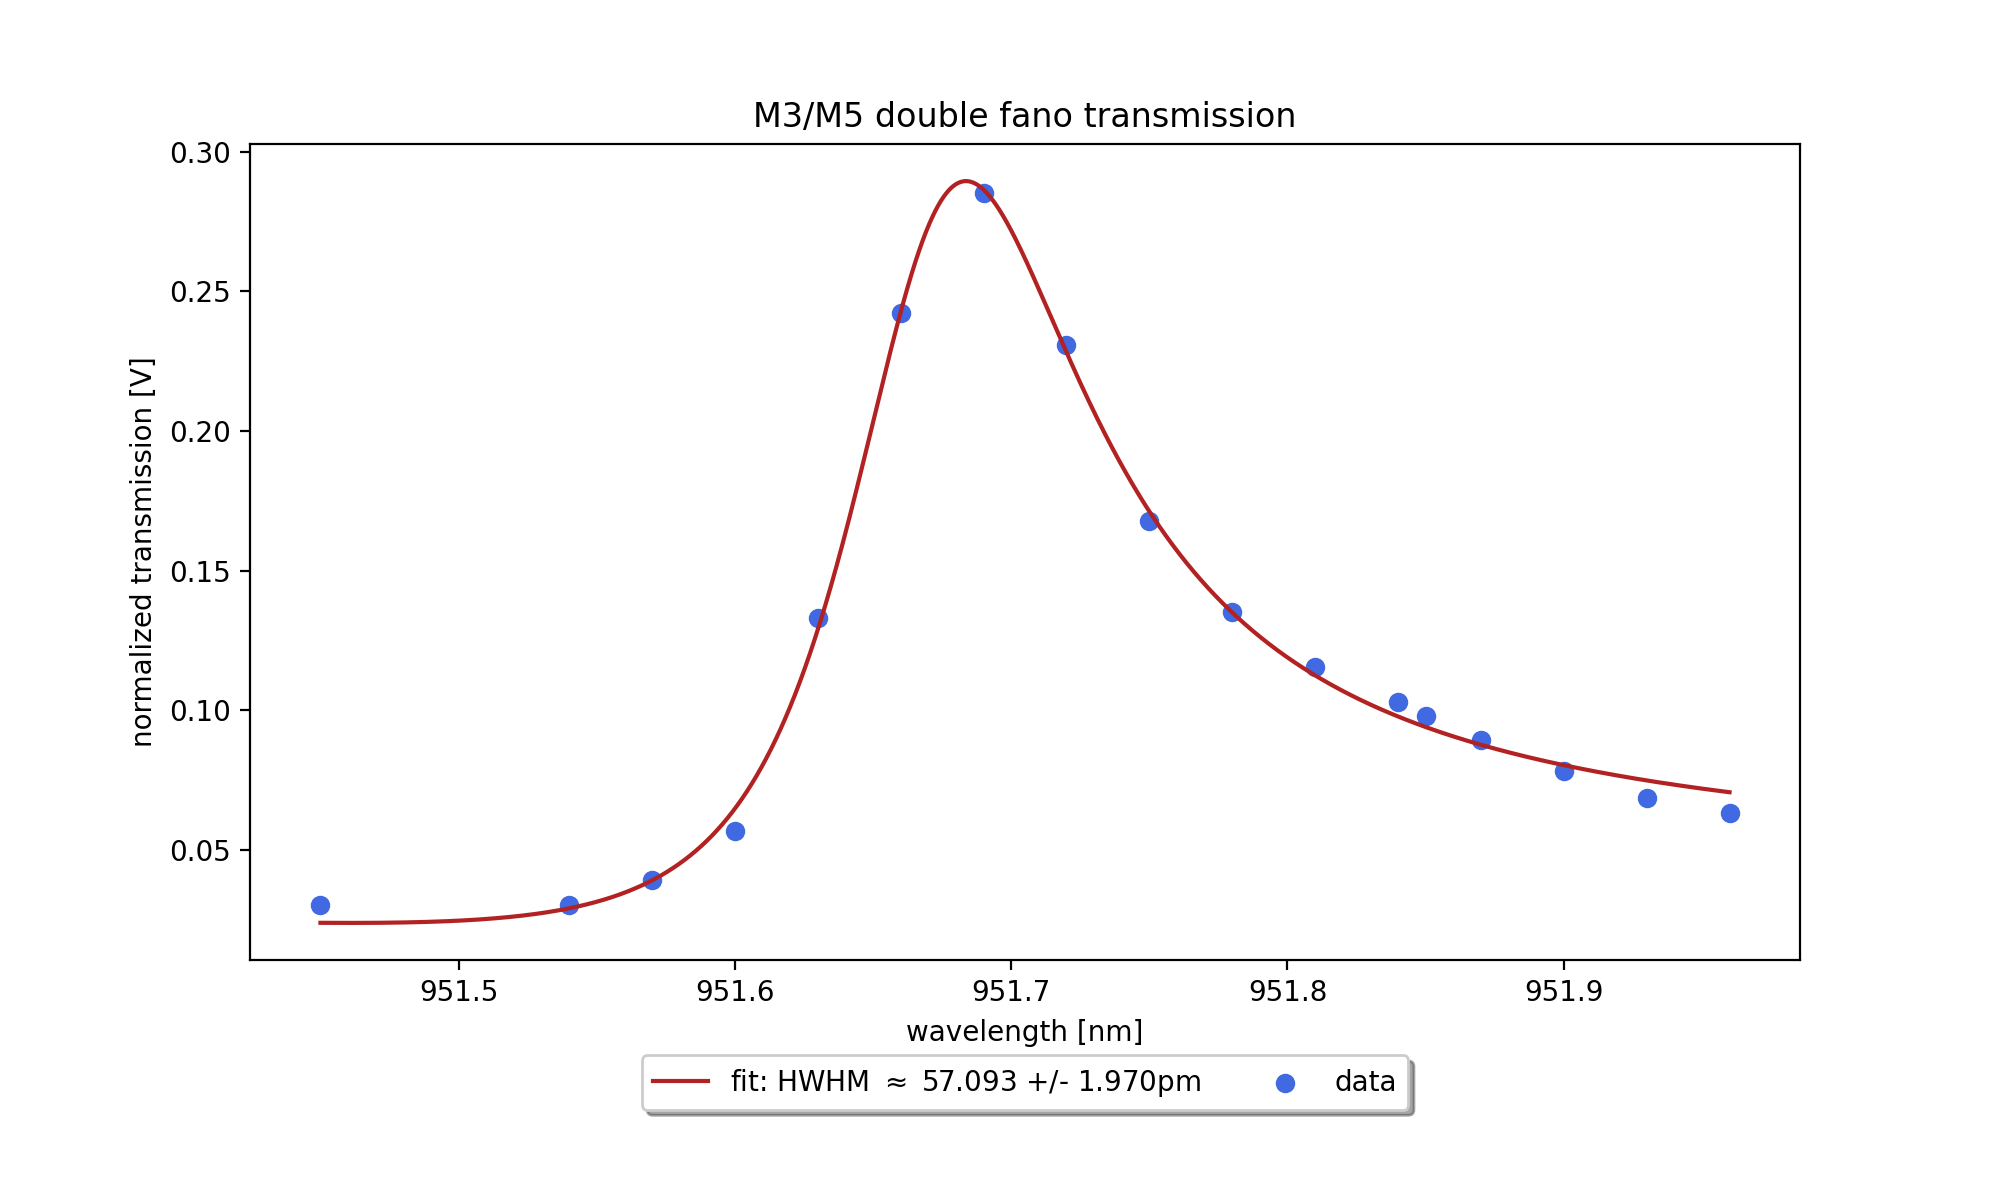 M3/M5 double fano transmission
0.30
0.25
0.20
0.15
0.10
0.05
normalized transmission [V]
951.5 951.6 951.7 951.8 951.9
wavelength [nm]
fit: HWHM ≈ 57.093 +/- 1.970pm data